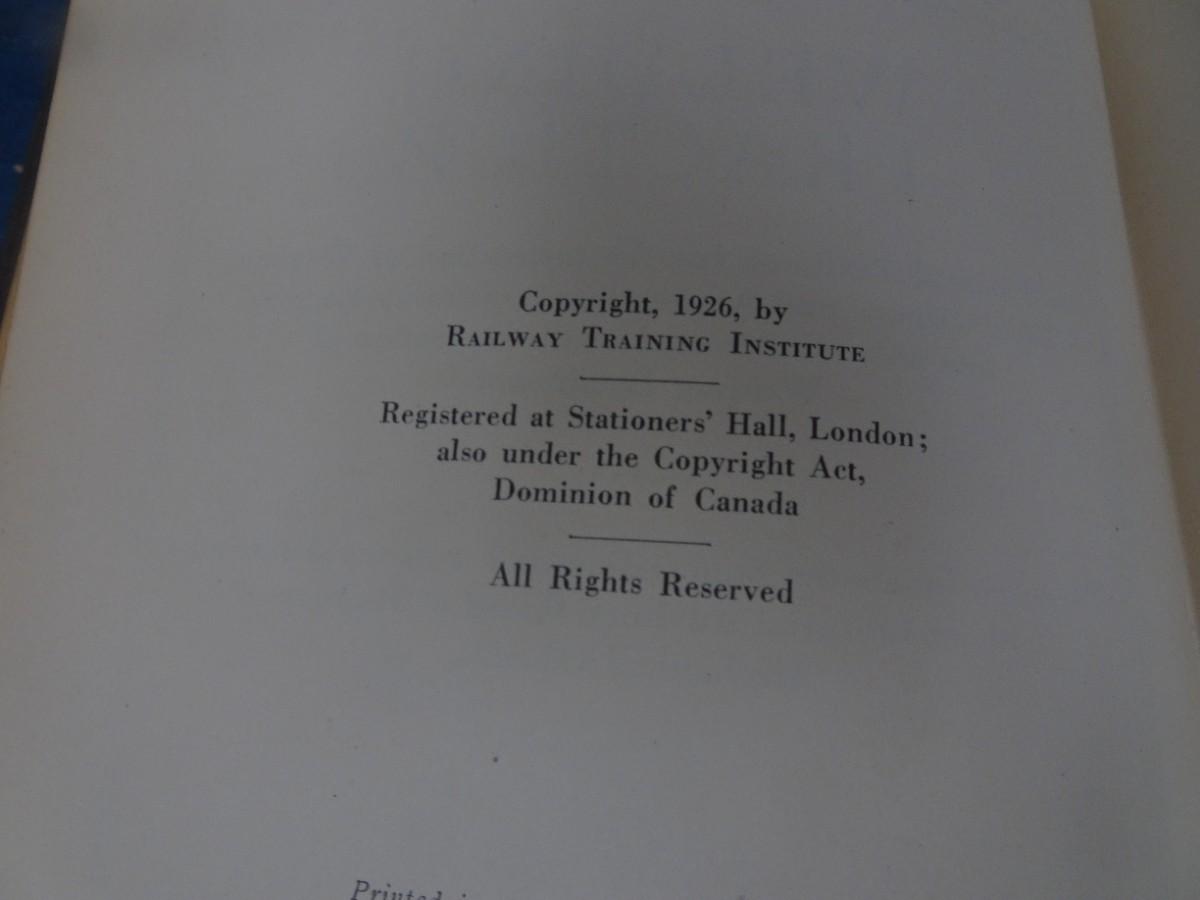 Copyright, 1926, by
RAILWAY TRAINING INSTITUTE
Registered at Stationers' Hall, London;
also under the Copyright Act,
Dominion of Canada
All Rights Reserved
Printed